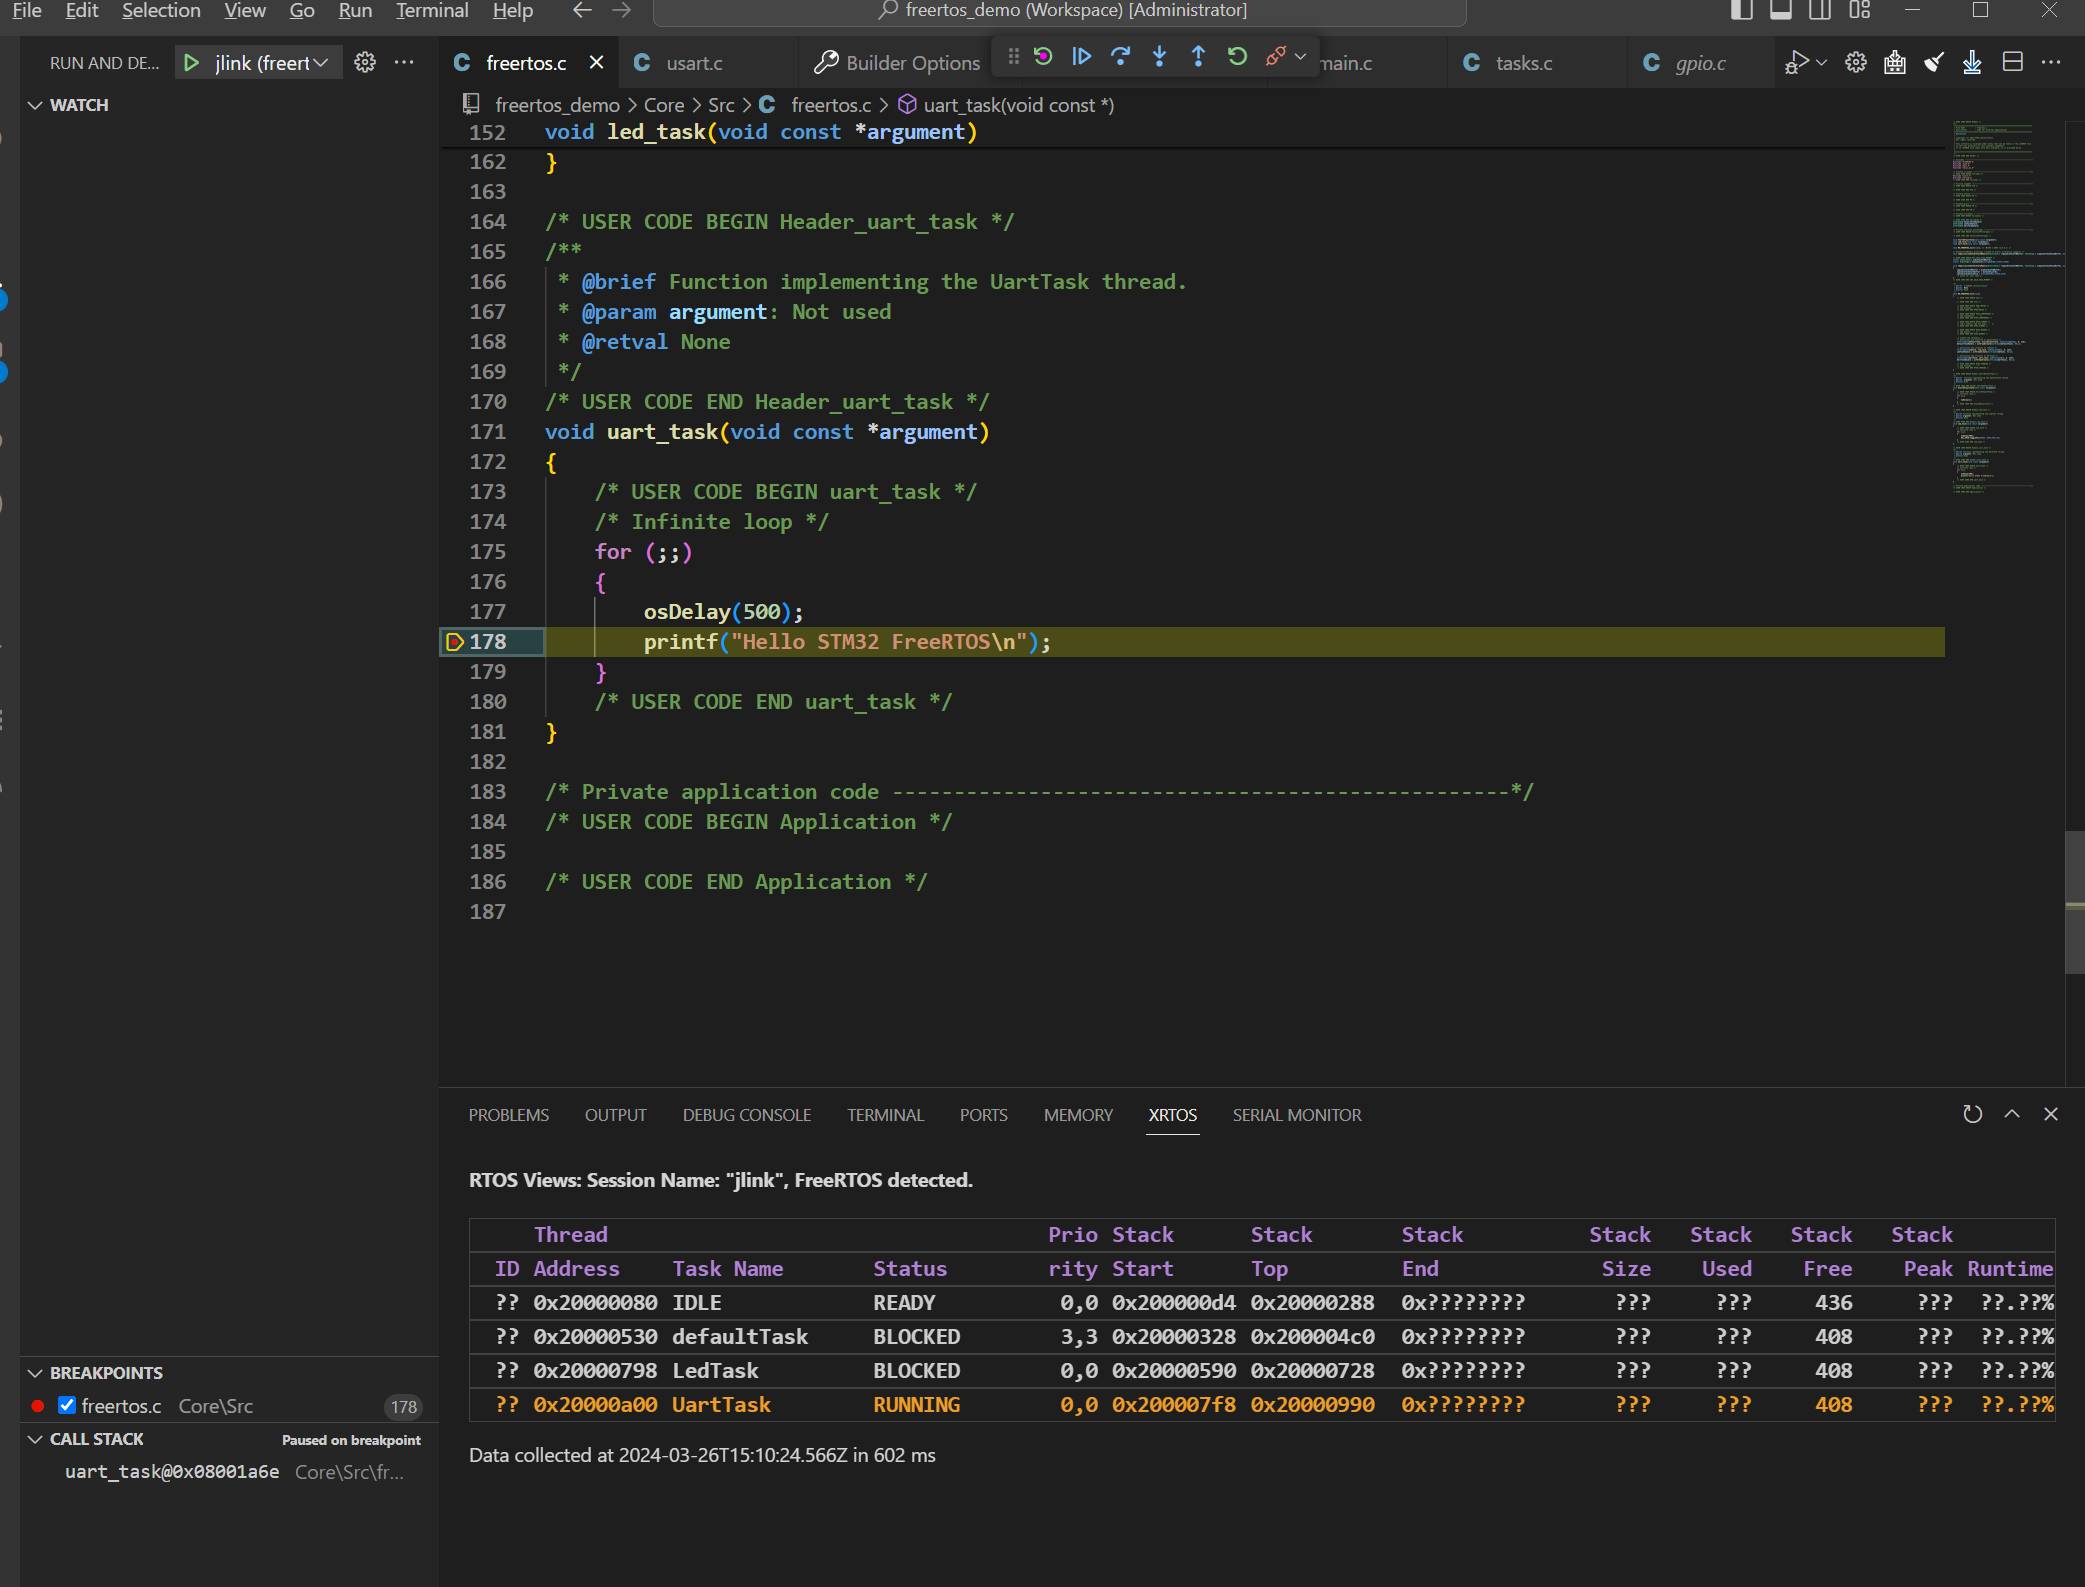 File Edit Selection View Go Run Terminal Help
freertos_demo (Workspace) [Administrator]
RUN AND DE... jlink (freert
freertos.c usart.c Builder Options main.c tasks.c gpio.c
WATCH
freertos_demo > Core > Src > C freertos.c > uart_task(void const *)
152 void led_task(void const *argument)
162 }
163
164 /* USER CODE BEGIN Header_uart_task */
165 /**
166 * @brief Function implementing the UartTask thread.
167 * @param argument: Not used
168 * @retval None
169 */
170 /* USER CODE END Header_uart_task */
171 void uart_task(void const *argument)
172 {
173 /* USER CODE BEGIN uart_task */
174 /* Infinite loop */
175 for (;;)
176 {
177 osDelay(500);
178 printf("Hello STM32 FreeRTOS\n");
179 }
180 /* USER CODE END uart_task */
181 }
182
183 /* Private application code --------------------------------------------------*/
184 /* USER CODE BEGIN Application */
185
186 /* USER CODE END Application */
187
PROBLEMS OUTPUT DEBUG CONSOLE TERMINAL PORTS MEMORY XRTOS SERIAL MONITOR
RTOS Views: Session Name: "jlink", FreeRTOS detected.
Thread Prio Stack Stack Stack Stack Stack Stack Stack
ID Address Task Name Status rity Start Top End Size Used Free Peak Runtime
?? 0x20000080 IDLE READY 0,0 0x200000d4 0x20000288 0x???????? ??? ??? 436 ??? ??.??%
?? 0x20000530 defaultTask BLOCKED 3,3 0x20000328 0x200004c0 0x???????? ??? ??? 408 ??? ??.??%
?? 0x20000798 LedTask BLOCKED 0,0 0x20000590 0x20000728 0x???????? ??? ??? 408 ??? ??.??%
?? 0x20000a00 UartTask RUNNING 0,0 0x200007f8 0x20000990 0x???????? ??? ??? 408 ??? ??.??%
Data collected at 2024-03-26T15:10:24.566Z in 602 ms
BREAKPOINTS
freertos.c Core\Src 178
CALL STACK Paused on breakpoint
uart_task@0x08001a6e Core\Src\fr...